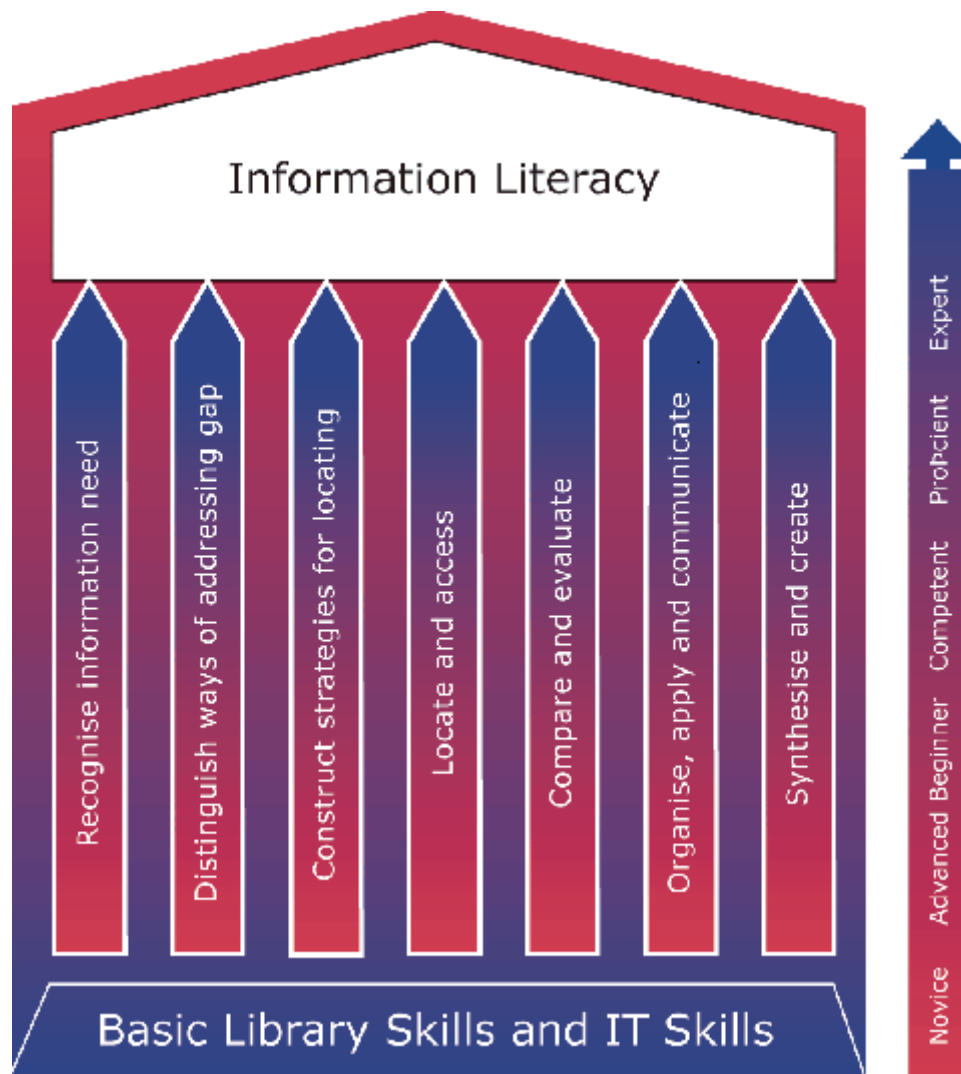 Information Literacy
Recognise information need
Distinguish ways of addressing gap
Construct strategies for locating
Locate and access
Compare and evaluate
Organise, apply and communicate
Synthesise and create
Basic Library Skills and IT Skills
Novice Advanced Beginner Competent ProÞcient Expert